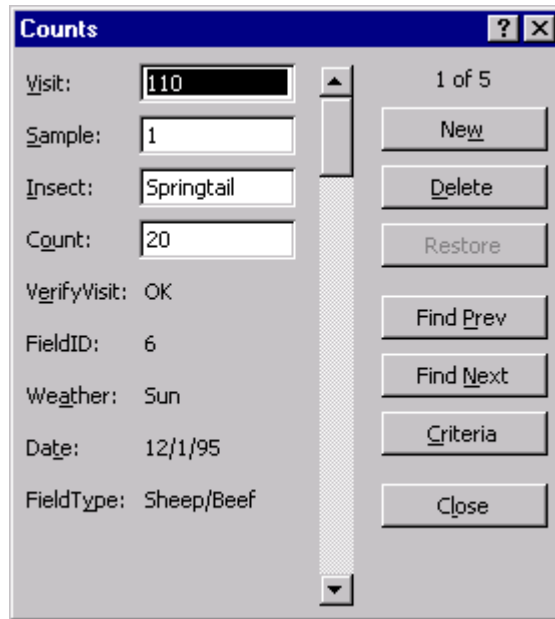 Counts
Visit: 110
Sample: 1
Insect: Springtail
Count: 20
VerifyVisit: OK
FieldID: 6
Weather: Sun
Date: 12/1/95
FieldType: Sheep/Beef
1 of 5
New
Delete
Restore
Find Prev
Find Next
Criteria
Close